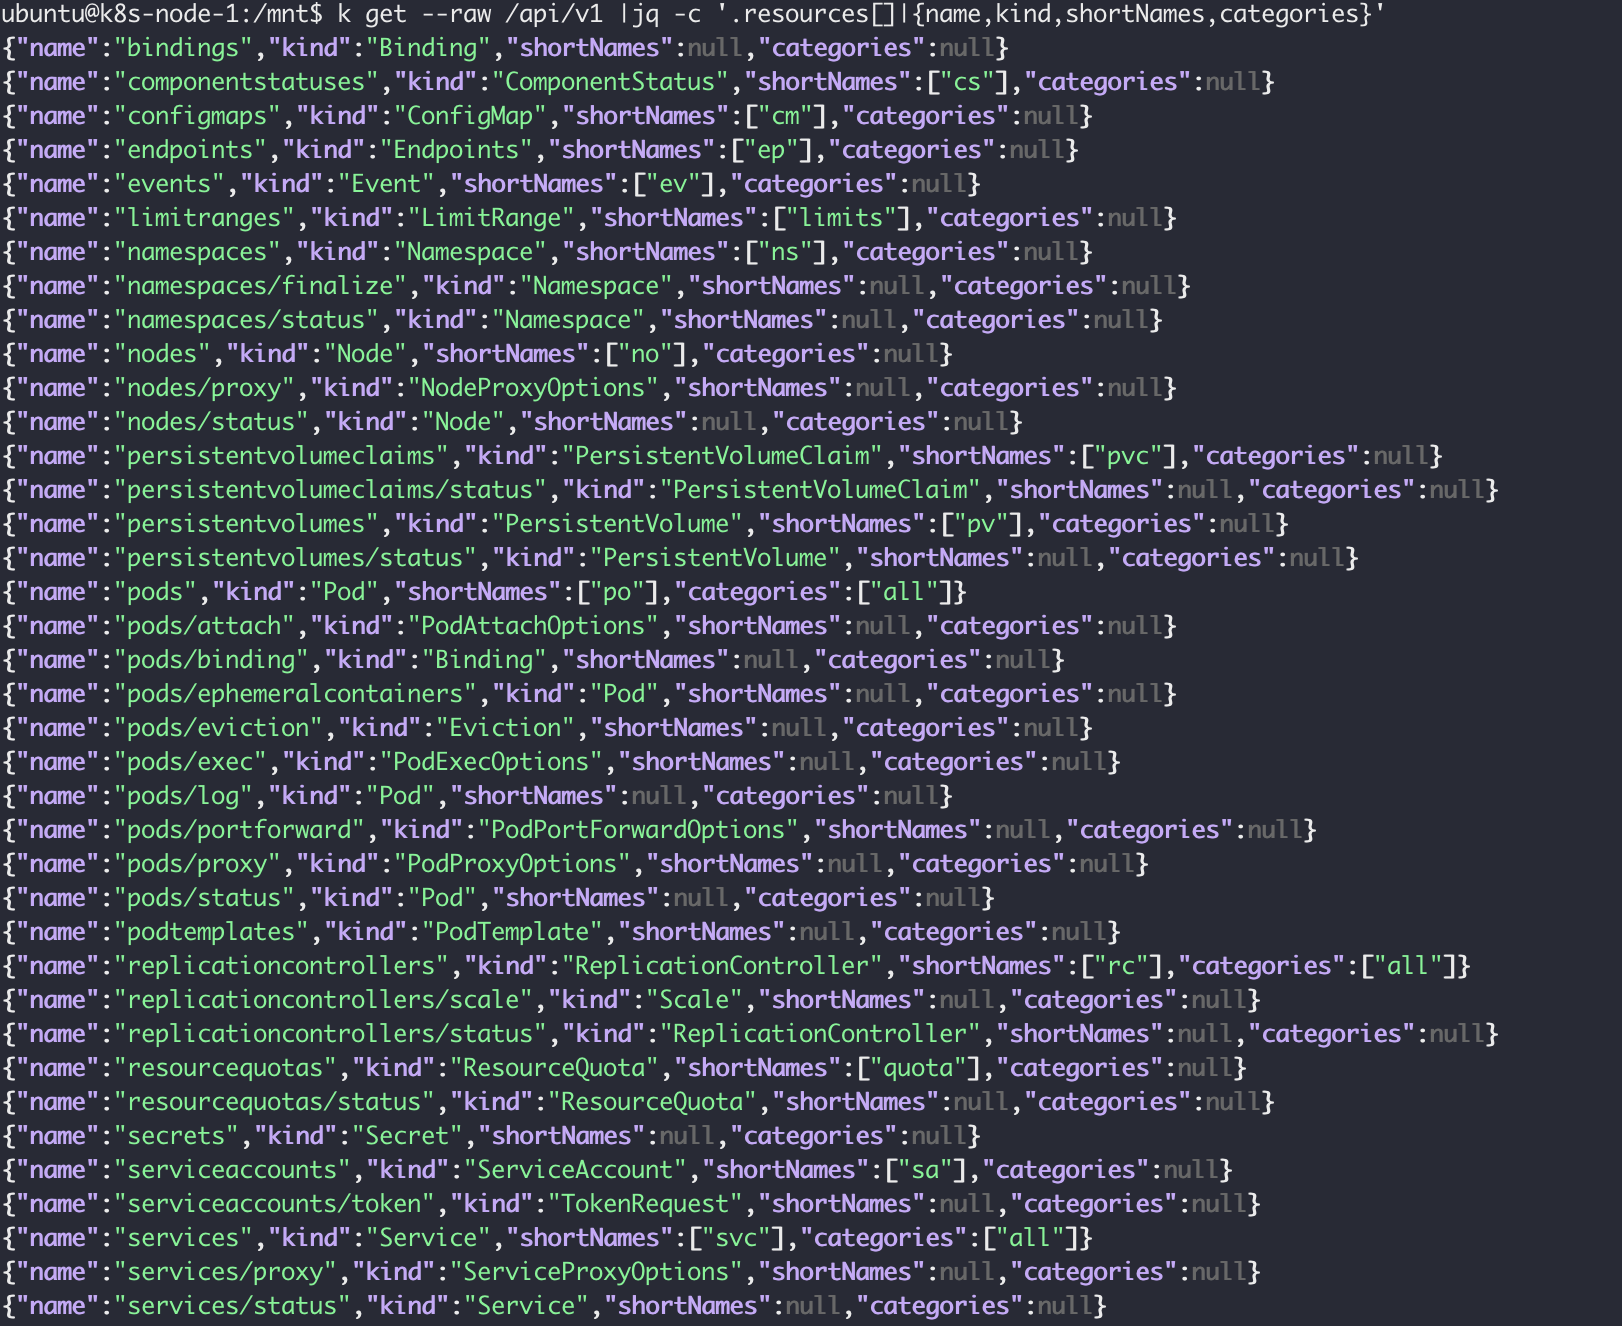 ubuntu@k8s-node-1:/mnt$ k get --raw /api/v1 |jq -c '.resources[]|{name,kind,shortNames,categories}'
{"name":"bindings","kind":"Binding","shortNames":null,"categories":null}
{"name":"componentstatuses","kind":"ComponentStatus","shortNames":["cs"],"categories":null}
{"name":"configmaps","kind":"ConfigMap","shortNames":["cm"],"categories":null}
{"name":"endpoints","kind":"Endpoints","shortNames":["ep"],"categories":null}
{"name":"events","kind":"Event","shortNames":["ev"],"categories":null}
{"name":"limitranges","kind":"LimitRange","shortNames":["limits"],"categories":null}
{"name":"namespaces","kind":"Namespace","shortNames":["ns"],"categories":null}
{"name":"namespaces/finalize","kind":"Namespace","shortNames":null,"categories":null}
{"name":"namespaces/status","kind":"Namespace","shortNames":null,"categories":null}
{"name":"nodes","kind":"Node","shortNames":["no"],"categories":null}
{"name":"nodes/proxy","kind":"NodeProxyOptions","shortNames":null,"categories":null}
{"name":"nodes/status","kind":"Node","shortNames":null,"categories":null}
{"name":"persistentvolumeclaims","kind":"PersistentVolumeClaim","shortNames":["pvc"],"categories":null}
{"name":"persistentvolumeclaims/status","kind":"PersistentVolumeClaim","shortNames":null,"categories":null}
{"name":"persistentvolumes","kind":"PersistentVolume","shortNames":["pv"],"categories":null}
{"name":"persistentvolumes/status","kind":"PersistentVolume","shortNames":null,"categories":null}
{"name":"pods","kind":"Pod","shortNames":["po"],"categories":["all"]}
{"name":"pods/attach","kind":"PodAttachOptions","shortNames":null,"categories":null}
{"name":"pods/binding","kind":"Binding","shortNames":null,"categories":null}
{"name":"pods/ephemeralcontainers","kind":"Pod","shortNames":null,"categories":null}
{"name":"pods/eviction","kind":"Eviction","shortNames":null,"categories":null}
{"name":"pods/exec","kind":"PodExecOptions","shortNames":null,"categories":null}
{"name":"pods/log","kind":"Pod","shortNames":null,"categories":null}
{"name":"pods/portforward","kind":"PodPortForwardOptions","shortNames":null,"categories":null}
{"name":"pods/proxy","kind":"PodProxyOptions","shortNames":null,"categories":null}
{"name":"pods/status","kind":"Pod","shortNames":null,"categories":null}
{"name":"podtemplates","kind":"PodTemplate","shortNames":null,"categories":null}
{"name":"replicationcontrollers","kind":"ReplicationController","shortNames":["rc"],"categories":["all"]}
{"name":"replicationcontrollers/scale","kind":"Scale","shortNames":null,"categories":null}
{"name":"replicationcontrollers/status","kind":"ReplicationController","shortNames":null,"categories":null}
{"name":"resourcequotas","kind":"ResourceQuota","shortNames":["quota"],"categories":null}
{"name":"resourcequotas/status","kind":"ResourceQuota","shortNames":null,"categories":null}
{"name":"secrets","kind":"Secret","shortNames":null,"categories":null}
{"name":"serviceaccounts","kind":"ServiceAccount","shortNames":["sa"],"categories":null}
{"name":"serviceaccounts/token","kind":"TokenRequest","shortNames":null,"categories":null}
{"name":"services","kind":"Service","shortNames":["svc"],"categories":["all"]}
{"name":"services/proxy","kind":"ServiceProxyOptions","shortNames":null,"categories":null}
{"name":"services/status","kind":"Service","shortNames":null,"categories":null}